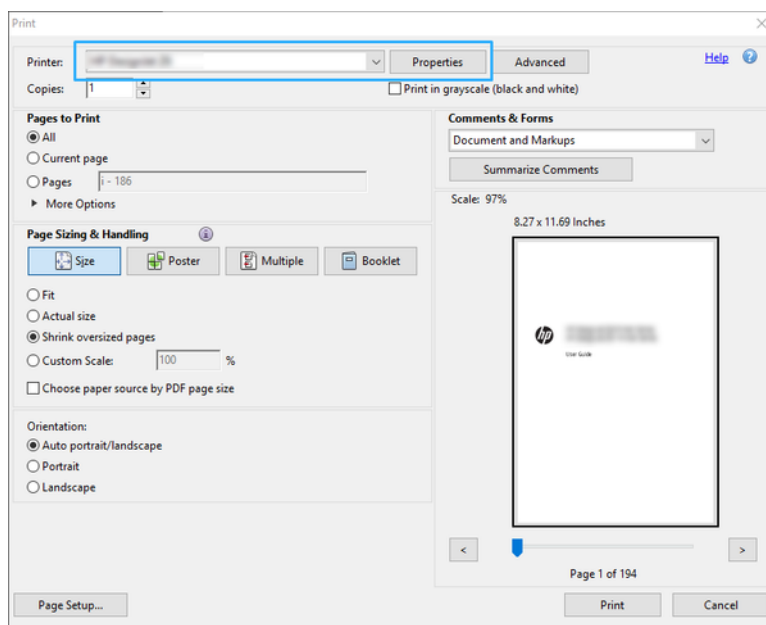 Print
Printer:
Properties
Advanced
Help
Copies: 1
Print in grayscale (black and white)
Pages to Print
All
Current page
Pages i - 186
More Options
Page Sizing & Handling
Size
Poster
Multiple
Booklet
Fit
Actual size
Shrink oversized pages
Custom Scale: 100 %
Choose paper source by PDF page size
Orientation:
Auto portrait/landscape
Portrait
Landscape
Comments & Forms
Document and Markups
Summarize Comments
Scale: 97%
8.27 x 11.69 Inches
hp
User Guide
<
>
Page 1 of 194
Page Setup...
Print
Cancel